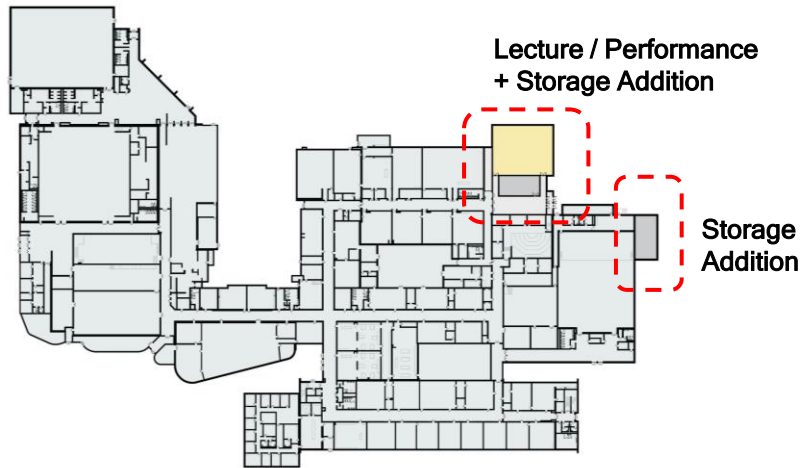 Lecture / Performance
+ Storage Addition
Storage
Addition